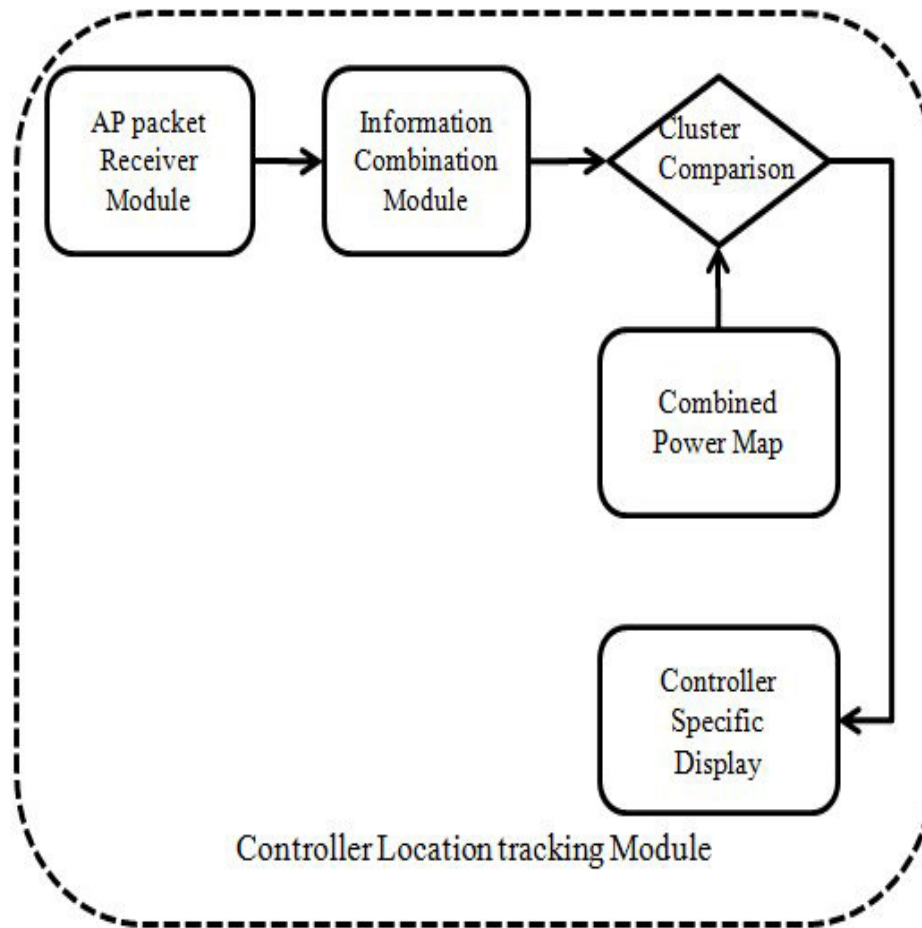 AP packet
Receiver
Module
Information
Combination
Module
Cluster
Comparison
Combined
Power Map
Controller
Specific
Display
Controller Location tracking Module